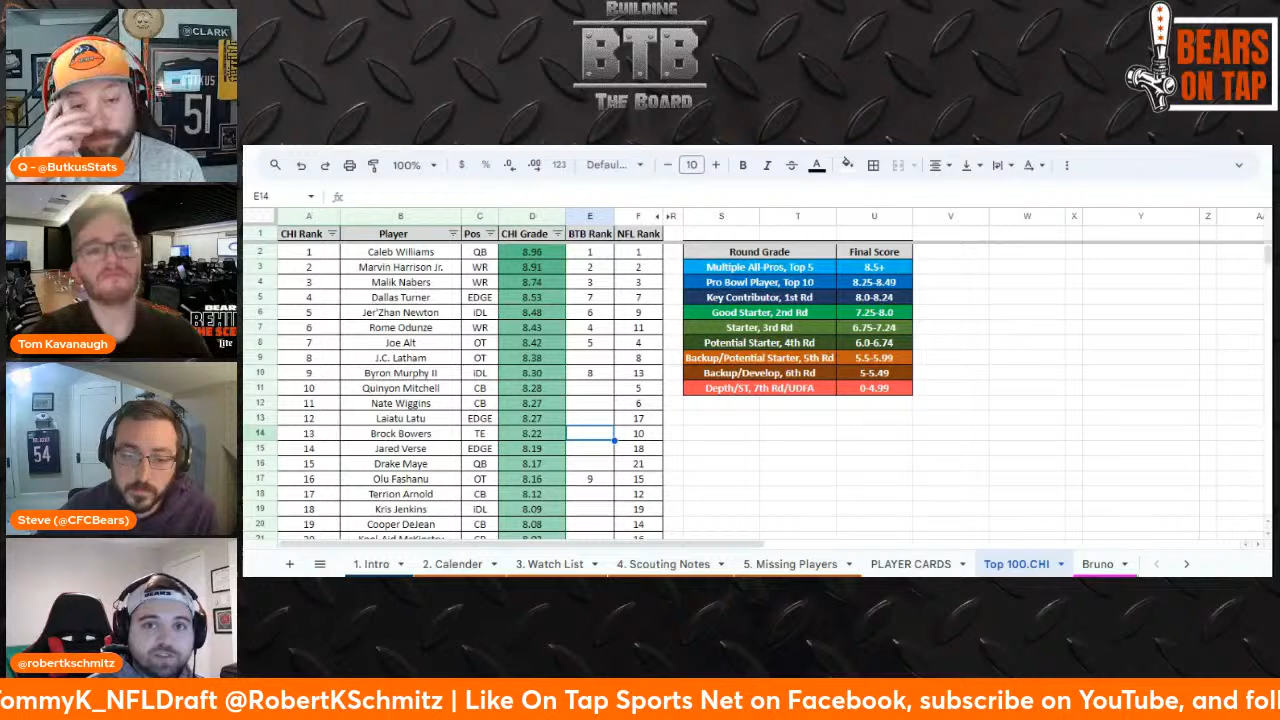 BUILDING
BTB
THE BOARD
BEARS
ON TAP
CLARK
51
Q - @ButkusStats
BEARS
BEHIND
THE SCE
Lite
Tom Kavanaugh
54
Steve (@CFCBears)
BEARS
@robertkschmitz
100% $ % .0 .00 123 Defaul... − 10 + B I S A
E14 fx
A B C D E F R S T U V W X Y Z
1 CHI Rank Player Pos CHI Grade BTB Rank NFL Rank
2 1 Caleb Williams QB 8.96 1 1 Round Grade Final Score
3 2 Marvin Harrison Jr. WR 8.91 2 2 Multiple All-Pros, Top 5 8.5+
4 3 Malik Nabers WR 8.74 3 3 Pro Bowl Player, Top 10 8.25-8.49
5 4 Dallas Turner EDGE 8.53 7 7 Key Contributor, 1st Rd 8.0-8.24
6 5 Jer'Zhan Newton iDL 8.48 6 9 Good Starter, 2nd Rd 7.25-8.0
7 6 Rome Odunze WR 8.43 4 11 Starter, 3rd Rd 6.75-7.24
8 7 Joe Alt OT 8.42 5 4 Potential Starter, 4th Rd 6.0-6.74
9 8 J.C. Latham OT 8.38 8 Backup/Potential Starter, 5th Rd 5.5-5.99
10 9 Byron Murphy II iDL 8.30 8 13 Backup/Develop, 6th Rd 5-5.49
11 10 Quinyon Mitchell CB 8.28 5 Depth/ST, 7th Rd/UDFA 0-4.99
12 11 Nate Wiggins CB 8.27 6
13 12 Laiatu Latu EDGE 8.27 17
14 13 Brock Bowers TE 8.22 10
15 14 Jared Verse EDGE 8.19 18
16 15 Drake Maye QB 8.17 21
17 16 Olu Fashanu OT 8.16 9 15
18 17 Terrion Arnold CB 8.12 12
19 18 Kris Jenkins iDL 8.09 19
20 19 Cooper DeJean CB 8.08 14
1. Intro 2. Calender 3. Watch List 4. Scouting Notes 5. Missing Players PLAYER CARDS Top 100.CHI Bruno
TommyK_NFLDraft @RobertKSchmitz | Like On Tap Sports Net on Facebook, subscribe on YouTube, and foll